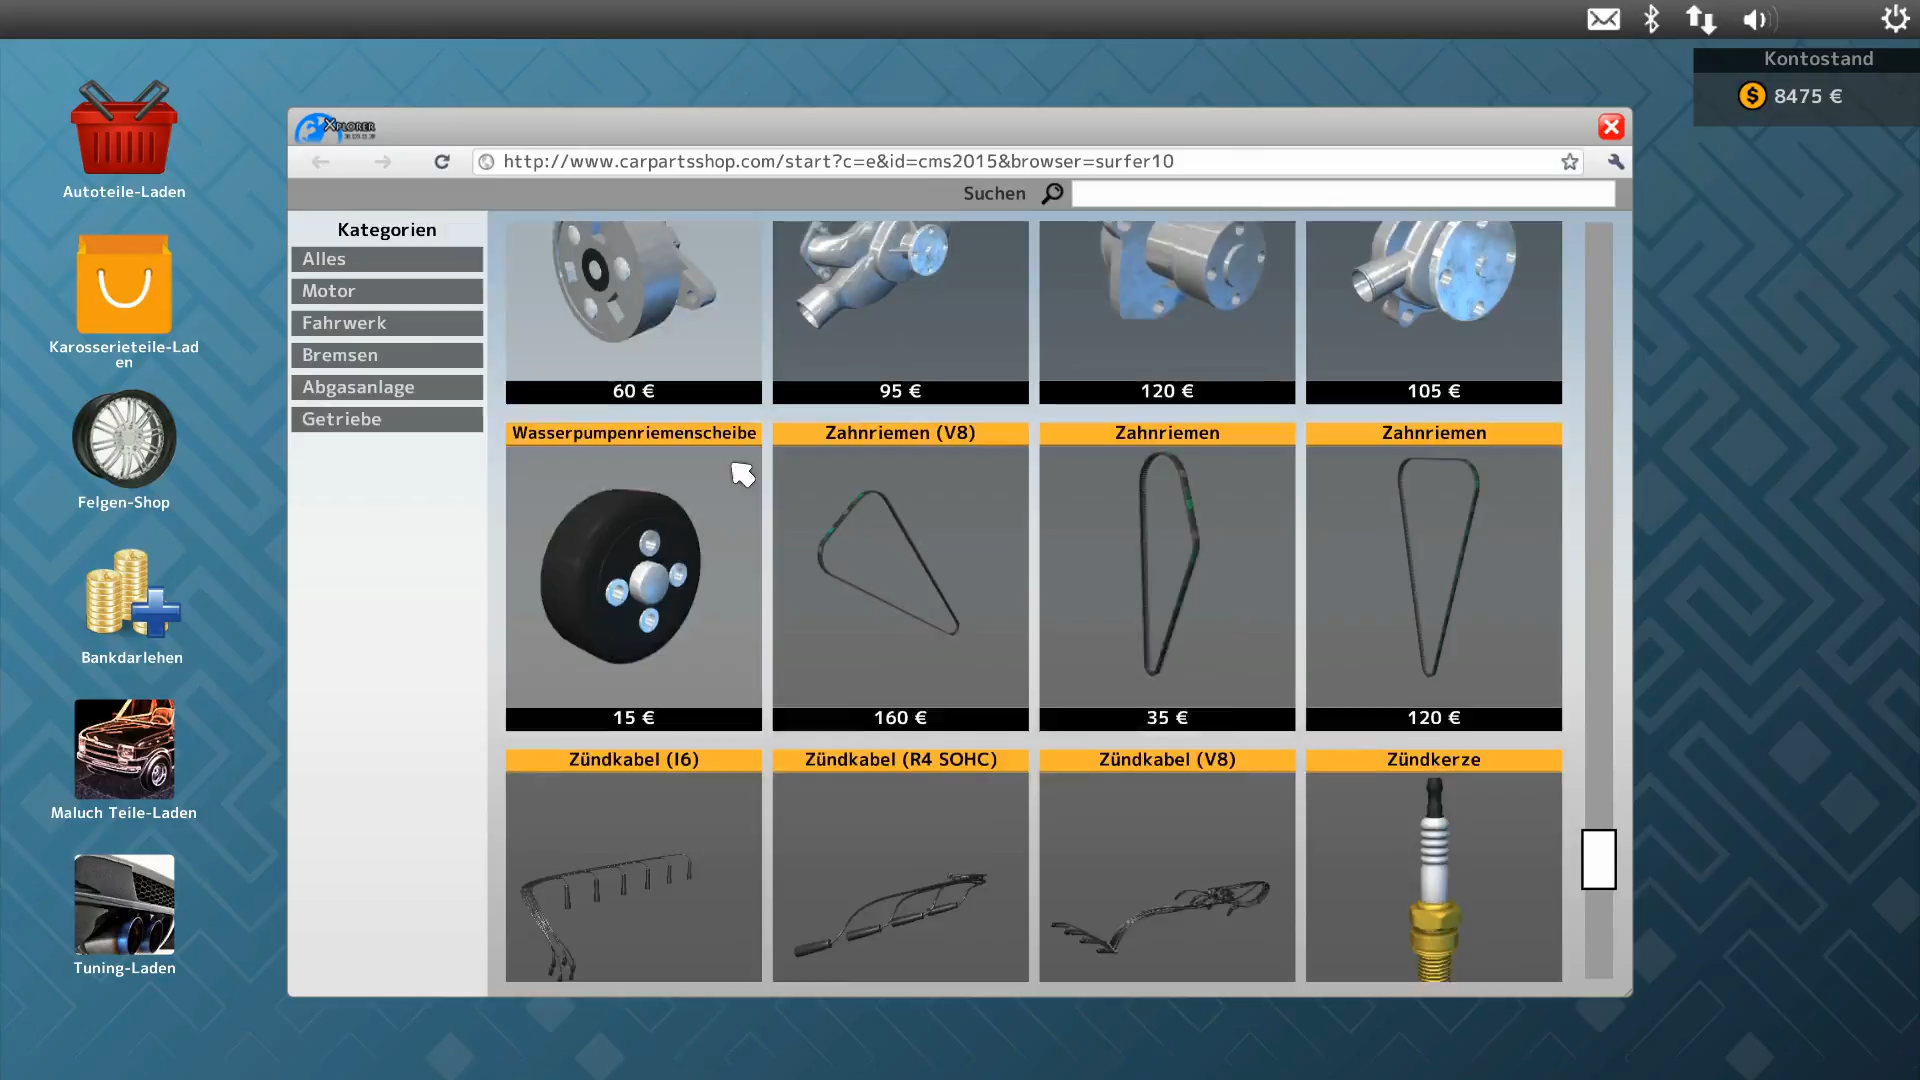 Kontostand
8475 €
XPLORER
http://www.carpartsshop.com/start?c=e&id=cms2015&browser=surfer10
Suchen
Kategorien
Alles
Motor
Fahrwerk
Bremsen
Abgasanlage
Getriebe
60 €
95 €
120 €
105 €
Wasserpumpenriemenscheibe
Zahnriemen (V8)
Zahnriemen
Zahnriemen
15 €
160 €
35 €
120 €
Zündkabel (I6)
Zündkabel (R4 SOHC)
Zündkabel (V8)
Zündkerze
Autoteile-Laden
Karosserieteile-Lad
en
Felgen-Shop
Bankdarlehen
Maluch Teile-Laden
Tuning-Laden